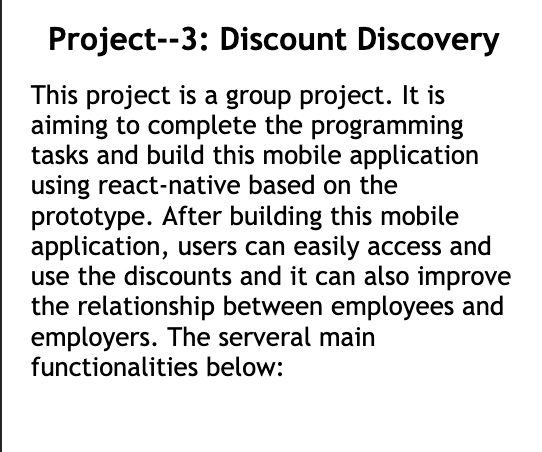 Project--3: Discount Discovery
This project is a group project. It is
aiming to complete the programming
tasks and build this mobile application
using react-native based on the
prototype. After building this mobile
application, users can easily access and
use the discounts and it can also improve
the relationship between employees and
employers. The serveral main
functionalities below: